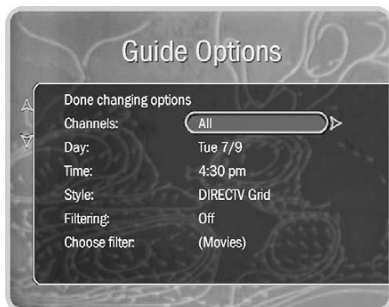 Guide Options
Done changing options
Channels: All
Day: Tue 7/9
Time: 4:30 pm
Style: DIRECTV Grid
Filtering: Off
Choose filter: (Movies)